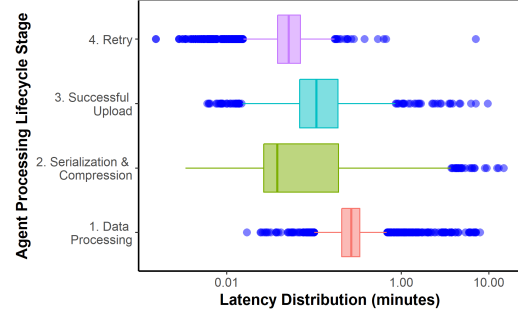 Agent Processing Lifecycle Stage
4. Retry
3. Successful
Upload
2. Serialization &
Compression
1. Data
Processing
0.01
1.00
10.00
Latency Distribution (minutes)